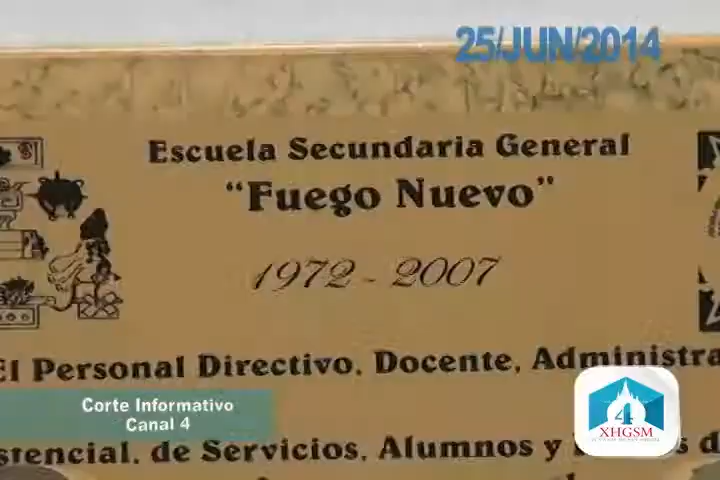 25/JUN/2014
Escuela Secundaria General
"Fuego Nuevo"
1972 - 2007
El Personal Directivo, Docente, Administra
Corte Informativo
Canal 4
stencial, de Servicios, Alumnos y
4
XHGSM